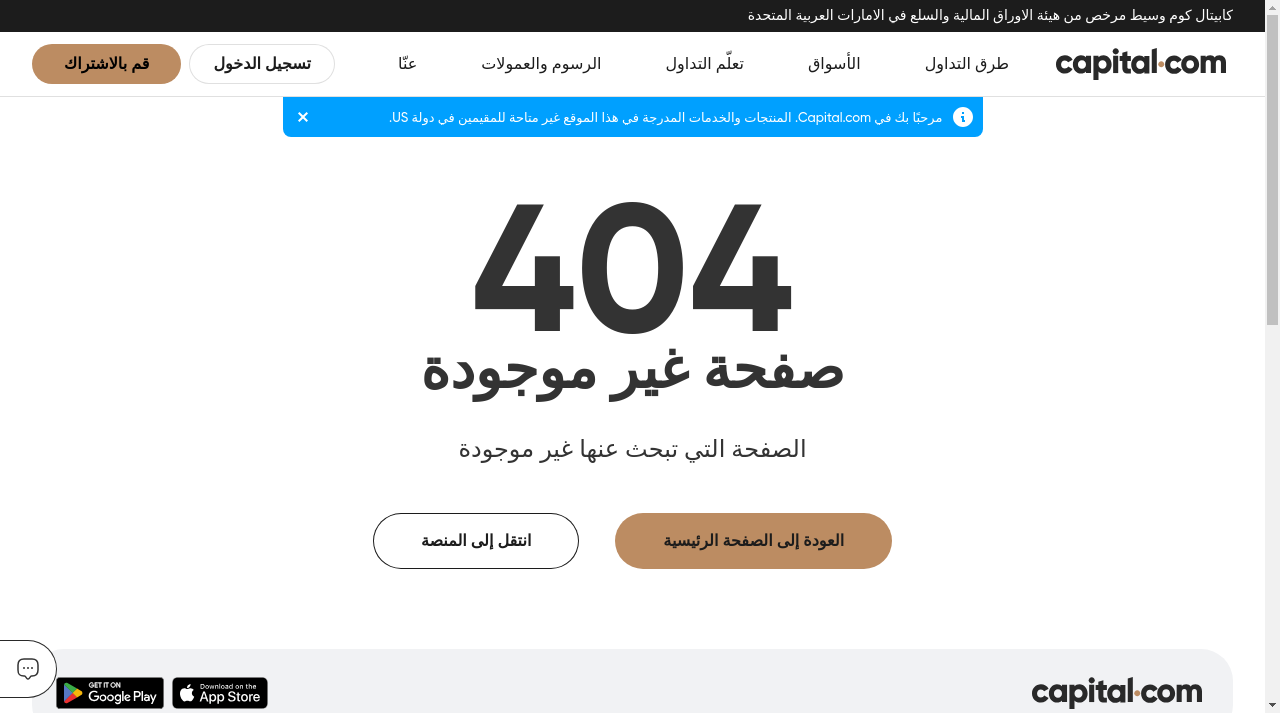 كابيتال كوم وسيط مرخص من هيئة الاوراق المالية والسلع في الامارات العربية المتحدة
capital.com
طرق التداول
الأسواق
تعلّم التداول
الرسوم والعمولات
عنّا
تسجيل الدخول
قم بالاشتراك
مرحبًا بك في Capital.com. المنتجات والخدمات المدرجة في هذا الموقع غير متاحة للمقيمين في دولة US.
404
صفحة غير موجودة
الصفحة التي تبحث عنها غير موجودة
العودة إلى الصفحة الرئيسية
انتقل إلى المنصة
capital.com
Download on the
App Store
GET IT ON
Google Play